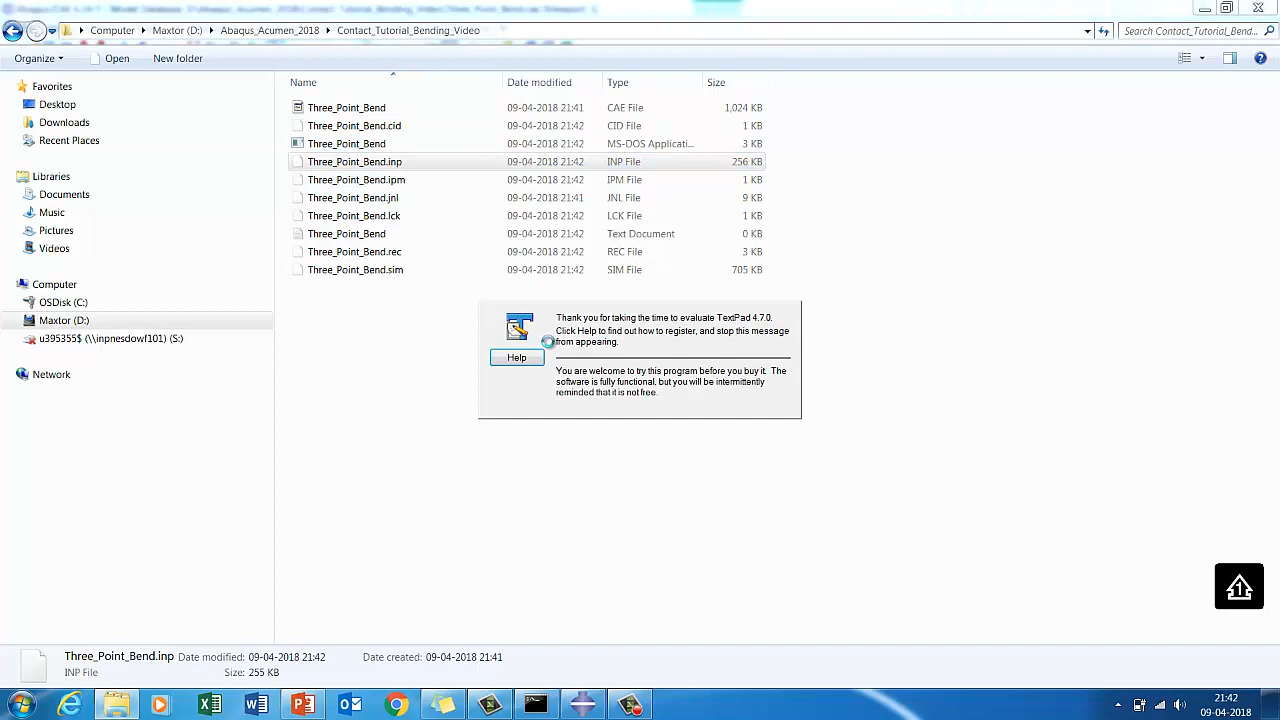 Computer Maxtor (D:) Abaqus_Acumen_2018 Contact_Tutorial_Bending_Video
Search Contact_Tutorial_Bend...
Organize Open New folder
Name Date modified Type Size
Favorites
Desktop
Downloads
Recent Places
Libraries
Documents
Music
Pictures
Videos
Computer
OSDisk (C:)
Maxtor (D:)
u395355$ (\\inpnesdowf101) (S:)
Network
Three_Point_Bend 09-04-2018 21:41 CAE File 1,024 KB
Three_Point_Bend.cid 09-04-2018 21:42 CID File 1 KB
Three_Point_Bend 09-04-2018 21:42 MS-DOS Applicati... 3 KB
Three_Point_Bend.inp 09-04-2018 21:42 INP File 256 KB
Three_Point_Bend.ipm 09-04-2018 21:42 IPM File 1 KB
Three_Point_Bend.jnl 09-04-2018 21:41 JNL File 9 KB
Three_Point_Bend.lck 09-04-2018 21:42 LCK File 1 KB
Three_Point_Bend 09-04-2018 21:42 Text Document 0 KB
Three_Point_Bend.rec 09-04-2018 21:42 REC File 3 KB
Three_Point_Bend.sim 09-04-2018 21:42 SIM File 705 KB
Thank you for taking the time to evaluate TextPad 4.7.0.
Click Help to find out how to register, and stop this message
from appearing.
Help
You are welcome to try this program before you buy it. The
software is fully functional, but you will be intermittently
reminded that it is not free.
1
Three_Point_Bend.inp Date modified: 09-04-2018 21:42 Date created: 09-04-2018 21:41
INP File Size: 255 KB
21:42
09-04-2018